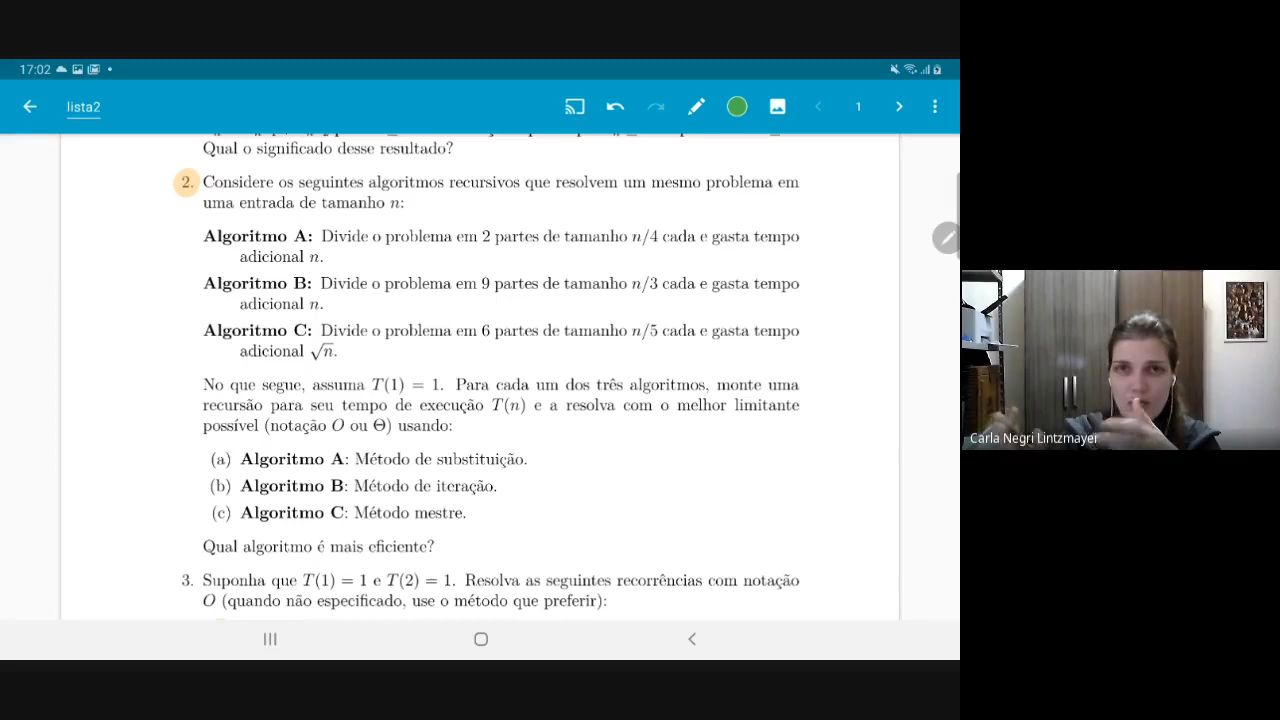 17:02
lista2
1
Qual o significado desse resultado?
2. Considere os seguintes algoritmos recursivos que resolvem um mesmo problema em
uma entrada de tamanho n:
Algoritmo A: Divide o problema em 2 partes de tamanho n/4 cada e gasta tempo
adicional n.
Algoritmo B: Divide o problema em 9 partes de tamanho n/3 cada e gasta tempo
adicional n.
Algoritmo C: Divide o problema em 6 partes de tamanho n/5 cada e gasta tempo
adicional √n.
No que segue, assuma T(1) = 1. Para cada um dos três algoritmos, monte uma
recursão para seu tempo de execução T(n) e a resolva com o melhor limitante
possível (notação O ou Θ) usando:
(a) Algoritmo A: Método de substituição.
(b) Algoritmo B: Método de iteração.
(c) Algoritmo C: Método mestre.
Qual algoritmo é mais eficiente?
3. Suponha que T(1) = 1 e T(2) = 1. Resolva as seguintes recorrências com notação
O (quando não especificado, use o método que preferir):
Carla Negri Lintzmayer